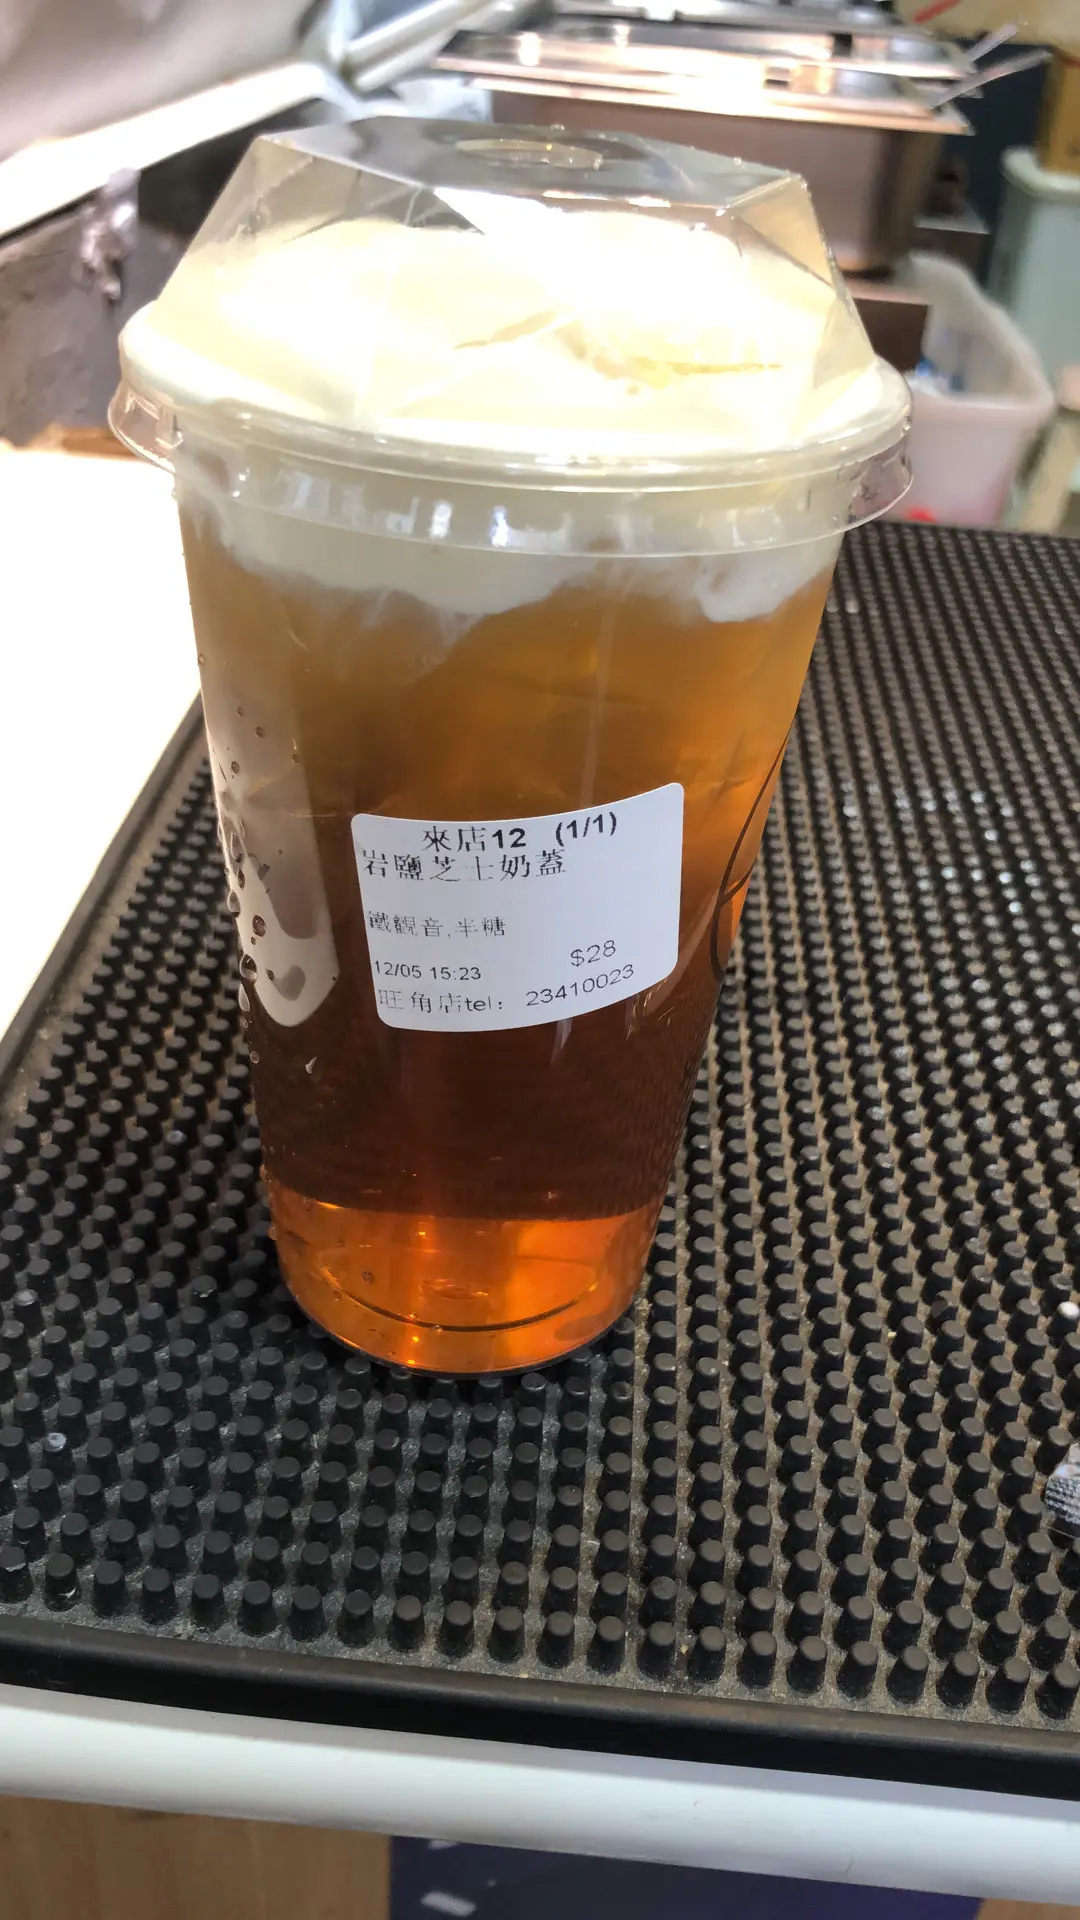 來店12 (1/1)
岩鹽芝士奶蓋
鐵觀音,半糖
$28
12/05 15:23
旺角店tel: 23410023